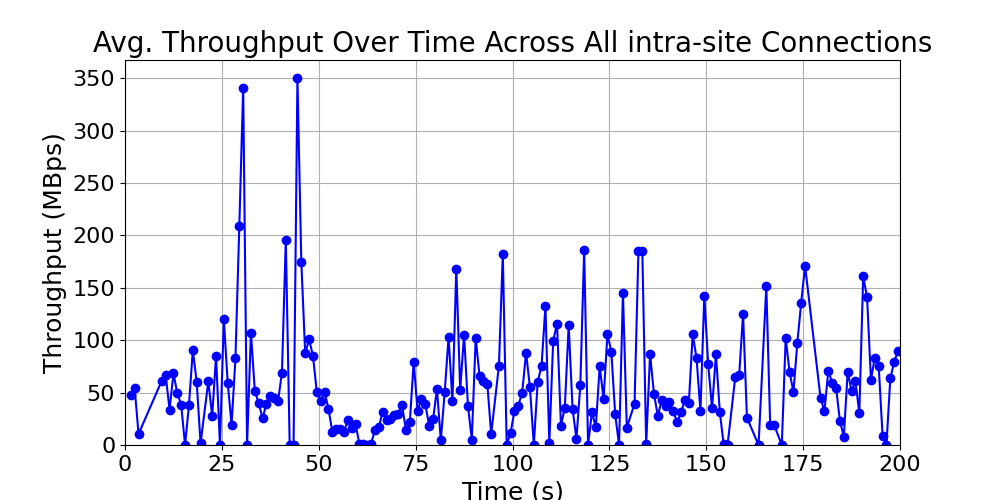 Avg. Throughput Over Time Across All intra-site Connections
Throughput (MBps)
350
300
250
200
150
100
50
0
0 25 50 75 100 125 150 175 200
Time (s)